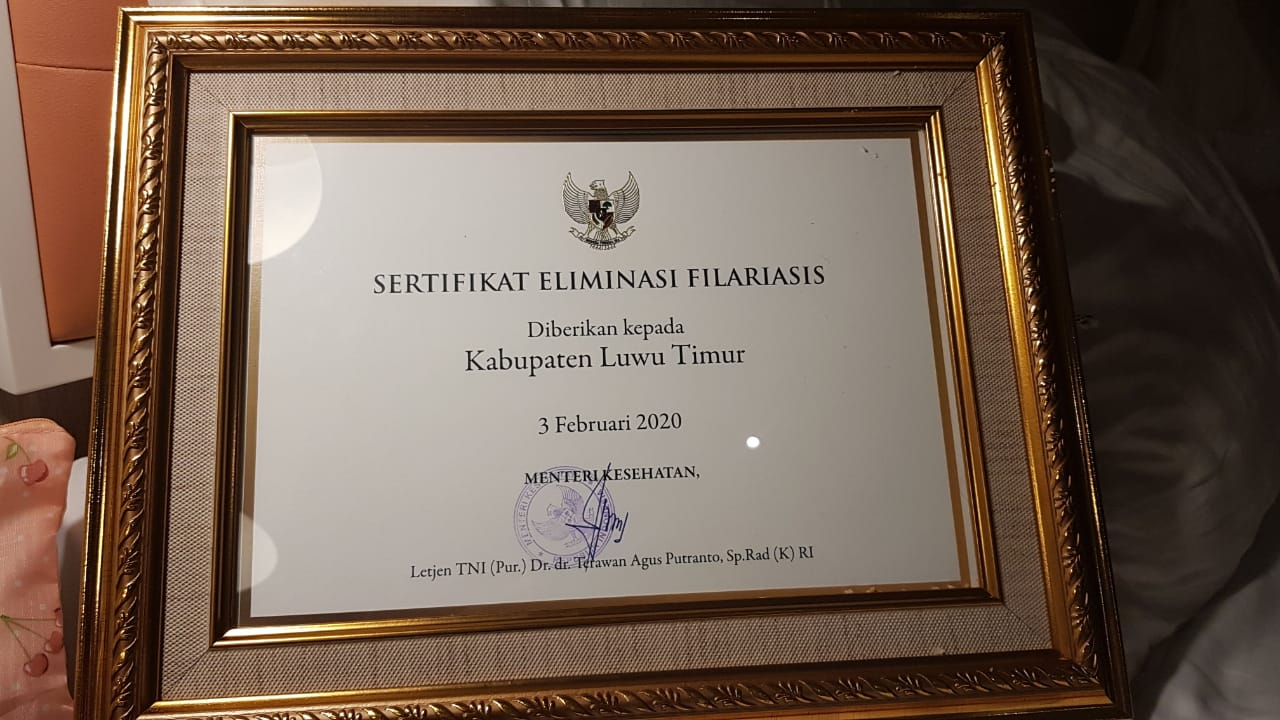 SERTIFIKAT ELIMINASI FILARIASIS
Diberikan kepada
Kabupaten Luwu Timur
3 Februari 2020
MENTERI KESEHATAN,
Letjen TNI (Pur.) Dr. dr. Terawan Agus Putranto, Sp.Rad (K) RI